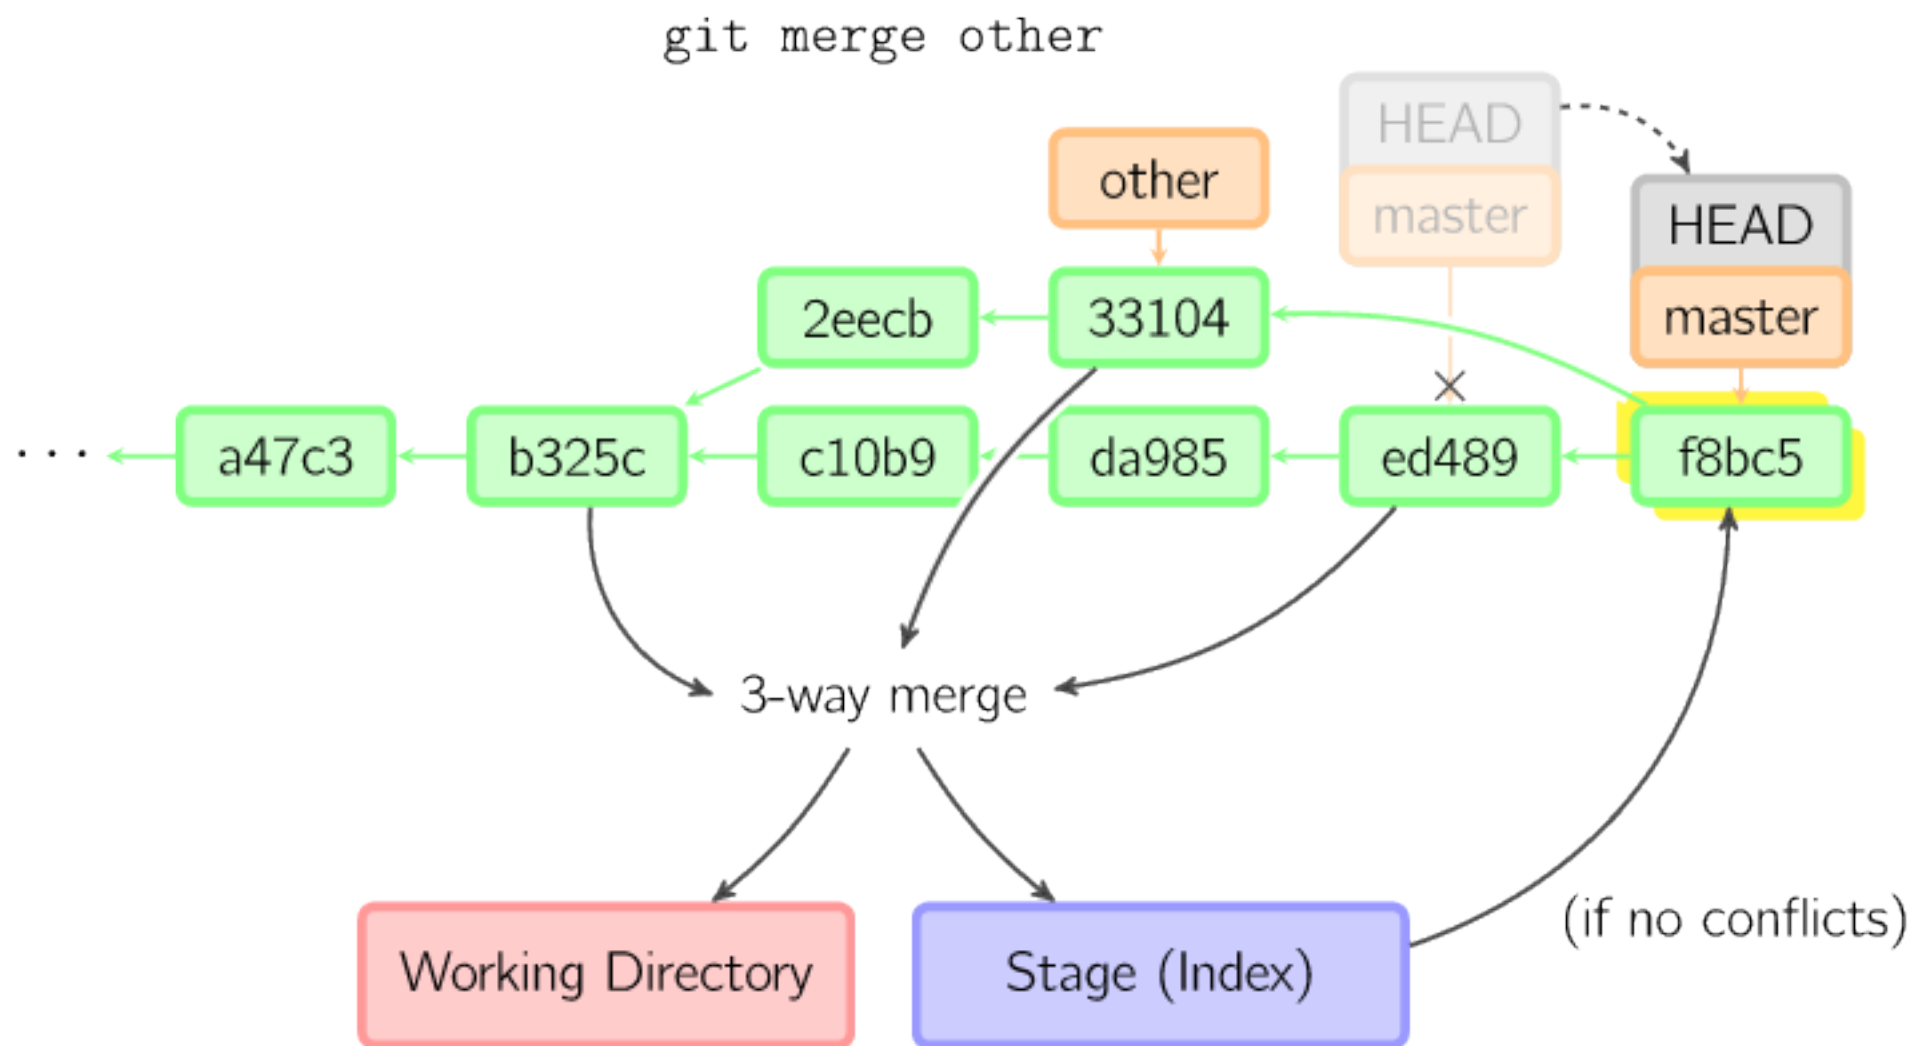 git merge other
HEAD
other
master
HEAD
2eecb
33104
master
...
a47c3
b325c
c10b9
da985
ed489
f8bc5
3-way merge
(if no conflicts)
Working Directory
Stage (Index)